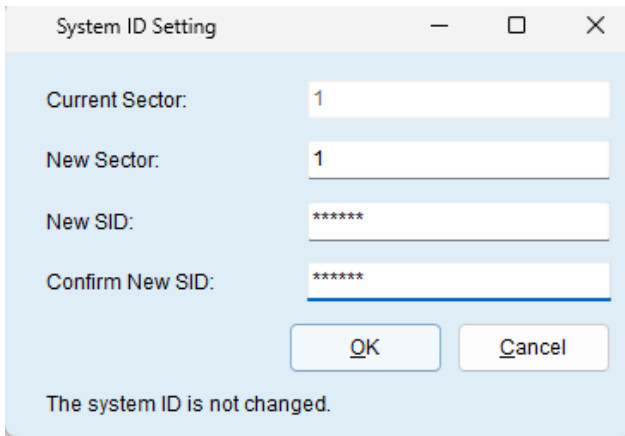 System ID Setting
Current Sector: 1
New Sector: 1
New SID: ******
Confirm New SID: ******
OK Cancel
The system ID is not changed.